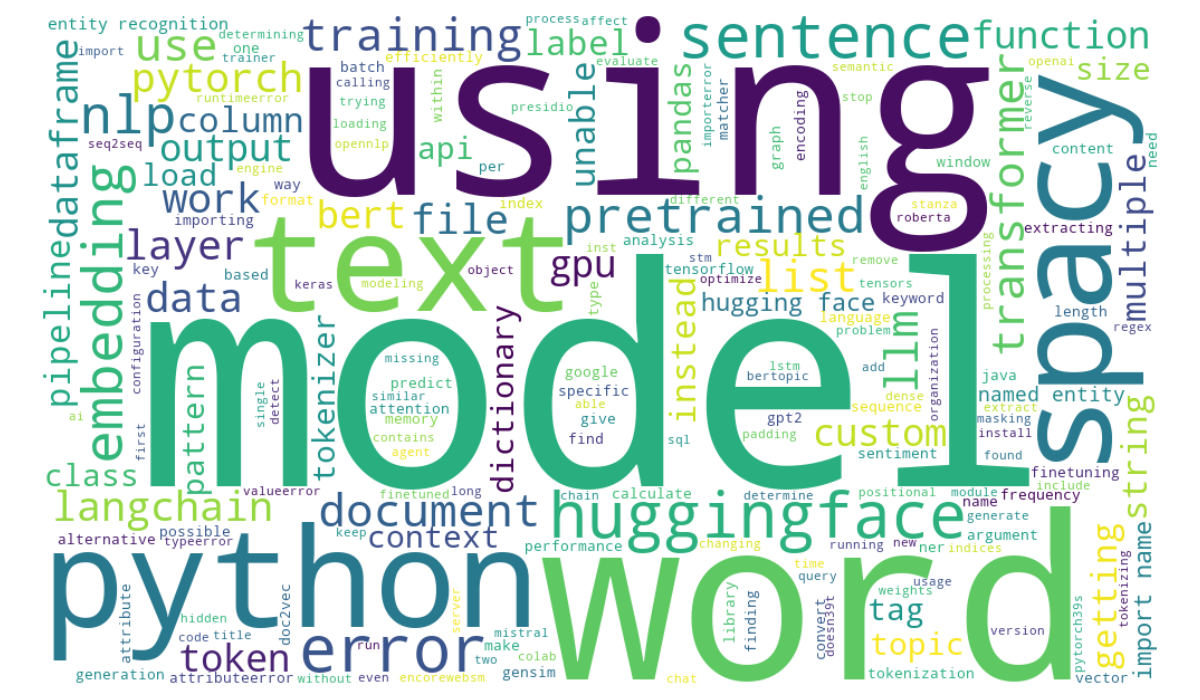 entity recognition
determining
import
one
trainer
use
training
process
affect
label
sentence
function
efficiently
evaluate
batch
calling
trying
loading
opennlp
within
using
semantic
openai
size
pytorch
runtimeerror
nlp
column
seq2seq
output
engine
api
per
presidio
unable
pandas
importerror
matcher
graph
encoding
stop
english
window
transformer
reverse
content
need
spacy
dataframe
pipeline
embedding
load
work
way
format
importing
bert
file
index
pretrained
different
stanza
roberta
extracting
multiple
processing
layer
key
based
configuration
text
object
keras
modeling
gpu
inst
analysis
stm
tensorflow
results
optimize
list
remove
tensors
type
data
hugging face
keyword
language
problem
length
regex
model
tokenizer
dictionary
instead
llm
organization
pattern
single
detect
missing
predict
similar
attention
memory
contains
agent
google
specific
able
give
find
lstm
bertopic
add
java
dense
named entity
sequence
extract
gpt2
masking
padding
custom
install
sql
sentiment
found
ai
first
class
string
finetuning
include
valueerror
finetuned
long
chain
calculate
determine
positional
module
name
frequency
langchain
document
huggingface
generate
argument
alternative
possible
typeerror
keep
context
performance
changing
running
new
ner
indices
python
word
time
query
weights
usage
getting
tokenizing
import name
hidden
attribute
code
title
doc2vec
token
run
error
server
mistral
make
two
colab
library
finding
convert
doesn39t
tag
topic
version
pytorch39s
generation
attributeerror
without
even
encorewebsm
gensim
chat
tokenization
vector